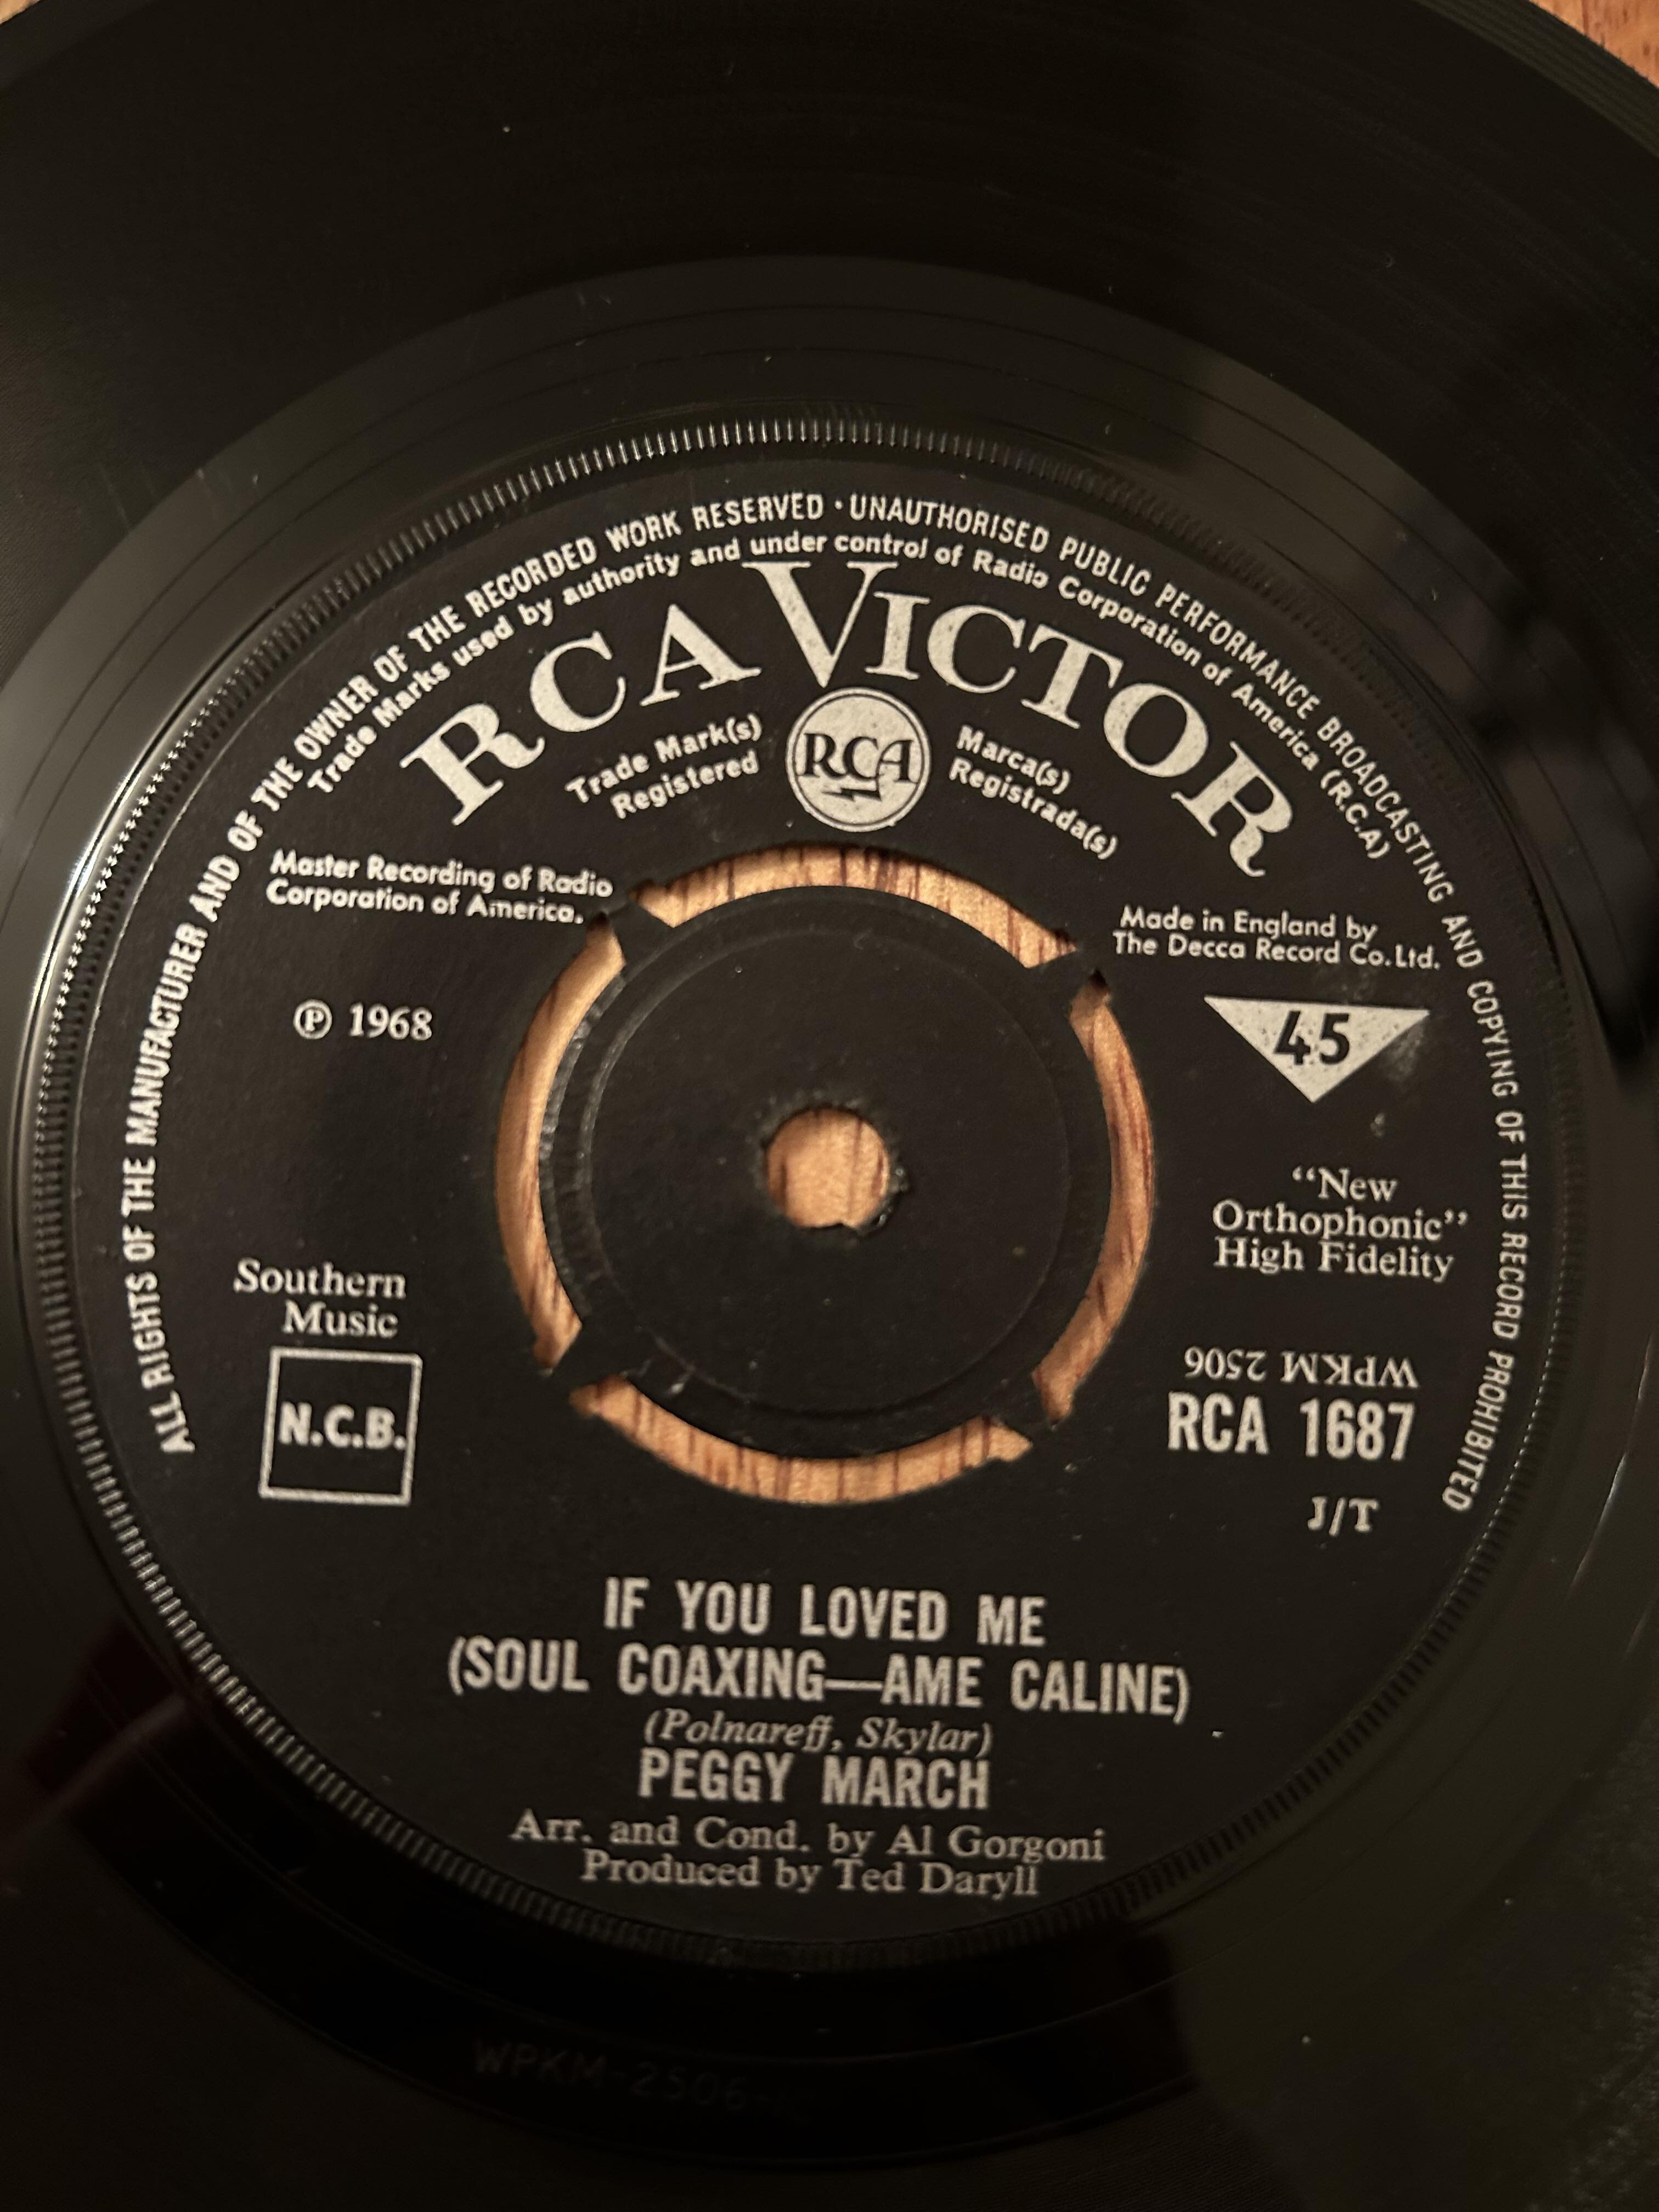 ALL RIGHTS OF THE MANUFACTURER AND OF THE OWNER OF THE RECORDED WORK RESERVED · UNAUTHORISED PUBLIC PERFORMANCE BROADCASTING AND COPYING OF THIS RECORD PROHIBITED
Trade Marks used by authority and under control of Radio Corporation of America (R.C.A)
RCA VICTOR
Trade Mark(s)
Registered
RCA
Marca(s)
Registrada(s)
Master Recording of Radio
Corporation of America.
Made in England by
The Decca Record Co. Ltd.
℗ 1968
45
“New
Orthophonic”
High Fidelity
Southern
Music
N.C.B.
WPKM 2506
RCA 1687
J/T
IF YOU LOVED ME
(SOUL COAXING—AME CALINE)
(Polnareff, Skylar)
PEGGY MARCH
Arr. and Cond. by Al Gorgoni
Produced by Ted Daryll
WPKM-2506-